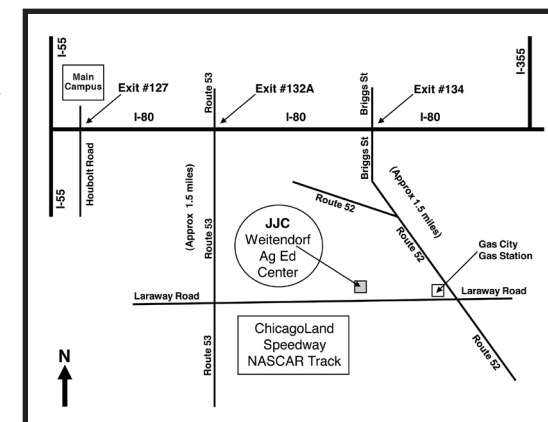 I-55
Main
Campus
Exit #127
Route 53
Exit #132A
Briggs St
Exit #134
I-355
I-80
I-80
I-80
Houbolt Road
I-55
Briggs St
(Approx 1.5 miles)
Route 53
(Approx 1.5 miles)
Route 52
Route 52
JJC
Weitendorf
Ag Ed
Center
Gas City
Gas Station
Laraway Road
Laraway Road
ChicagoLand
Speedway
NASCAR Track
Route 53
Route 52
N